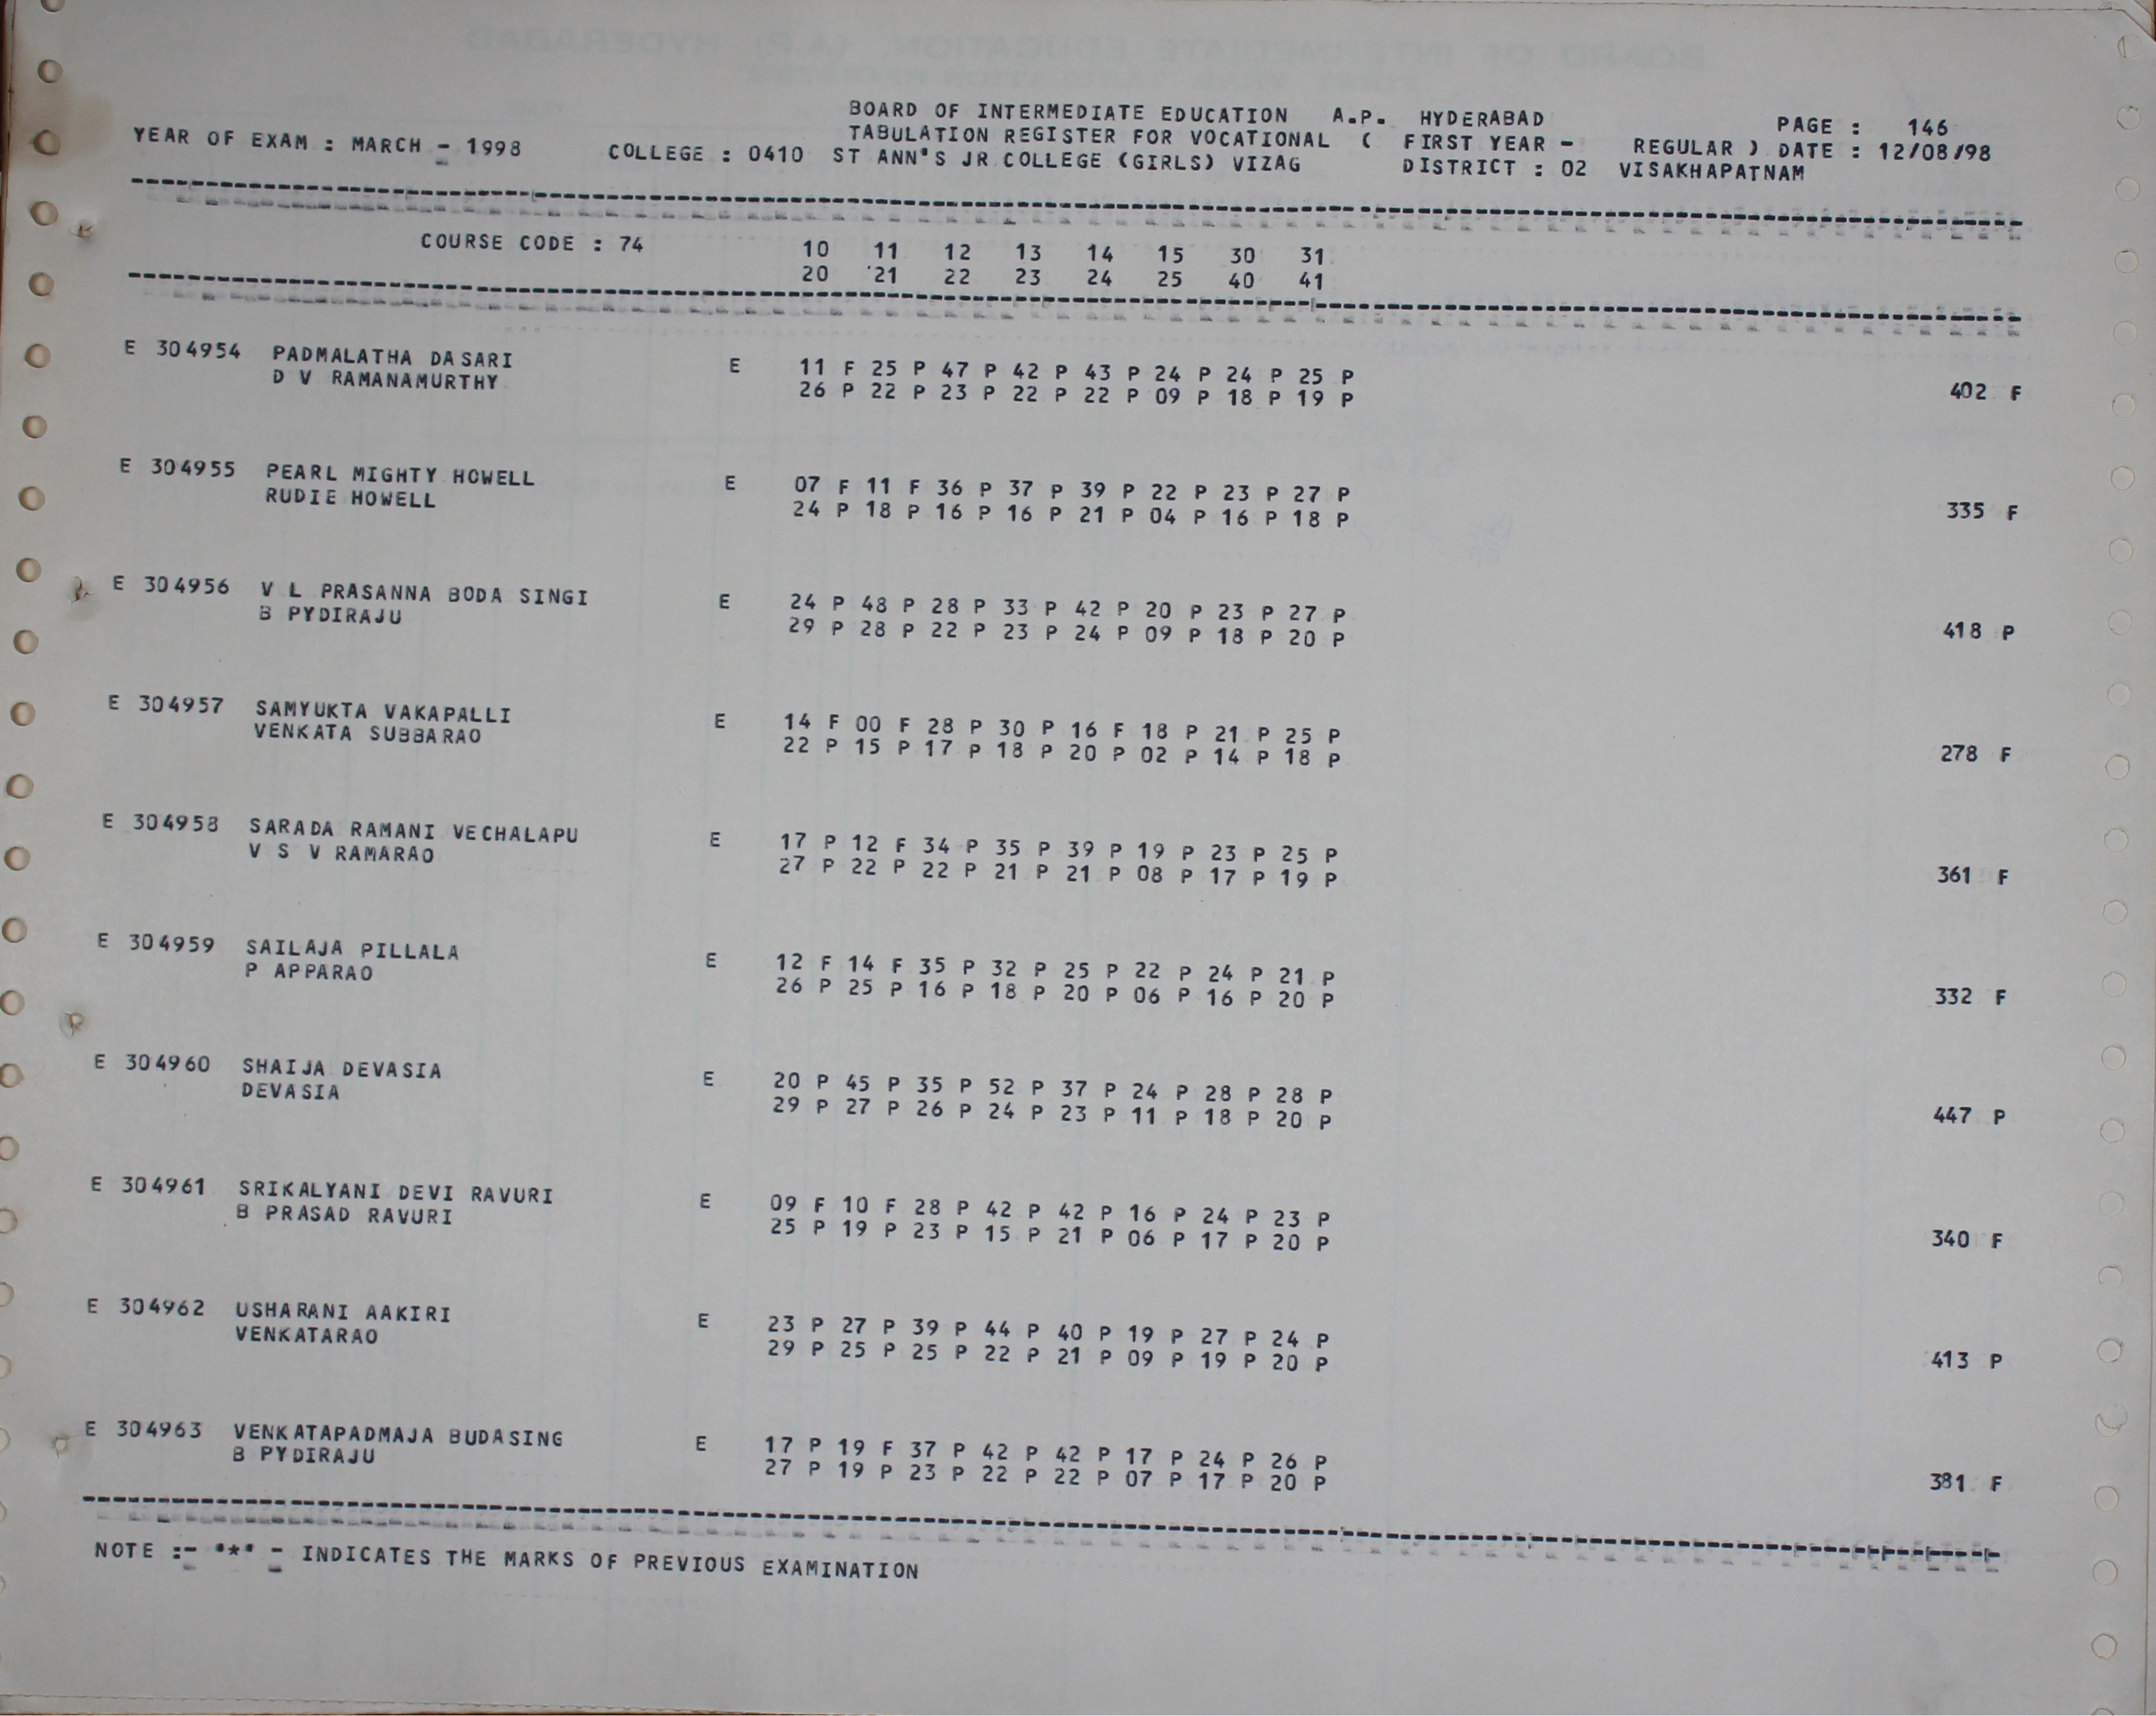 BOARD OF INTERMEDIATE EDUCATION A.P. HYDERABAD PAGE : 146
YEAR OF EXAM : MARCH - 1998 TABULATION REGISTER FOR VOCATIONAL ( FIRST YEAR - REGULAR ) DATE : 12/08/98
COLLEGE : 0410 ST ANN'S JR COLLEGE (GIRLS) VIZAG DISTRICT : 02 VISAKHAPATNAM
COURSE CODE : 74 10 11 12 13 14 15 30 31
20 21 22 23 24 25 40 41
E 304954 PADMALATHA DASARI E 11 F 25 P 47 P 42 P 43 P 24 P 24 P 25 P
D V RAMANAMURTHY 26 P 22 P 23 P 22 P 22 P 09 P 18 P 19 P 402 F
E 304955 PEARL MIGHTY HOWELL E 07 F 11 F 36 P 37 P 39 P 22 P 23 P 27 P
RUDIE HOWELL 24 P 18 P 16 P 16 P 21 P 04 P 16 P 18 P 335 F
E 304956 V L PRASANNA BODA SINGI E 24 P 48 P 28 P 33 P 42 P 20 P 23 P 27 P
B PYDIRAJU 29 P 28 P 22 P 23 P 24 P 09 P 18 P 20 P 418 P
E 304957 SAMYUKTA VAKAPALLI E 14 F 00 F 28 P 30 P 16 F 18 P 21 P 25 P
VENKATA SUBBARAO 22 P 15 P 17 P 18 P 20 P 02 P 14 P 18 P 278 F
E 304958 SARADA RAMANI VECHALAPU E 17 P 12 F 34 P 35 P 39 P 19 P 23 P 25 P
V S V RAMARAO 27 P 22 P 22 P 21 P 21 P 08 P 17 P 19 P 361 F
E 304959 SAILAJA PILLALA E 12 F 14 F 35 P 32 P 25 P 22 P 24 P 21 P
P APPARAO 26 P 25 P 16 P 18 P 20 P 06 P 16 P 20 P 332 F
E 304960 SHAIJA DEVASIA E 20 P 45 P 35 P 52 P 37 P 24 P 28 P 28 P
DEVASIA 29 P 27 P 26 P 24 P 23 P 11 P 18 P 20 P 447 P
E 304961 SRIKALYANI DEVI RAVURI E 09 F 10 F 28 P 42 P 42 P 16 P 24 P 23 P
B PRASAD RAVURI 25 P 19 P 23 P 15 P 21 P 06 P 17 P 20 P 340 F
E 304962 USHARANI AAKIRI E 23 P 27 P 39 P 44 P 40 P 19 P 27 P 24 P
VENKATARAO 29 P 25 P 25 P 22 P 21 P 09 P 19 P 20 P 413 P
E 304963 VENKATAPADMAJA BUDASING E 17 P 19 F 37 P 42 P 42 P 17 P 24 P 26 P
B PYDIRAJU 27 P 19 P 23 P 22 P 22 P 07 P 17 P 20 P 381 F
NOTE :- '*' - INDICATES THE MARKS OF PREVIOUS EXAMINATION